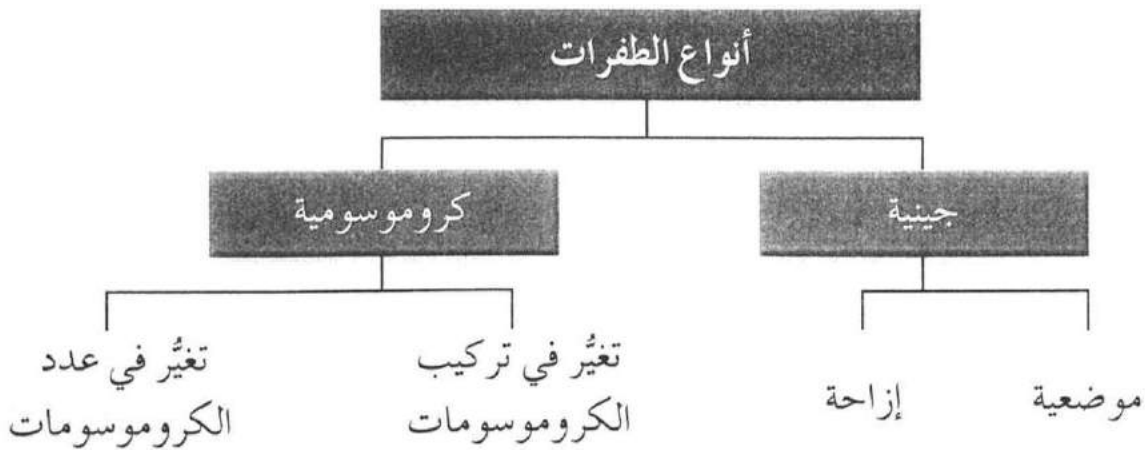 أنواع الطفرات
جينية
كروموسومية
موضعية
إزاحة
تغيُّر في تركيب
الكروموسومات
تغيُّر في عدد
الكروموسومات